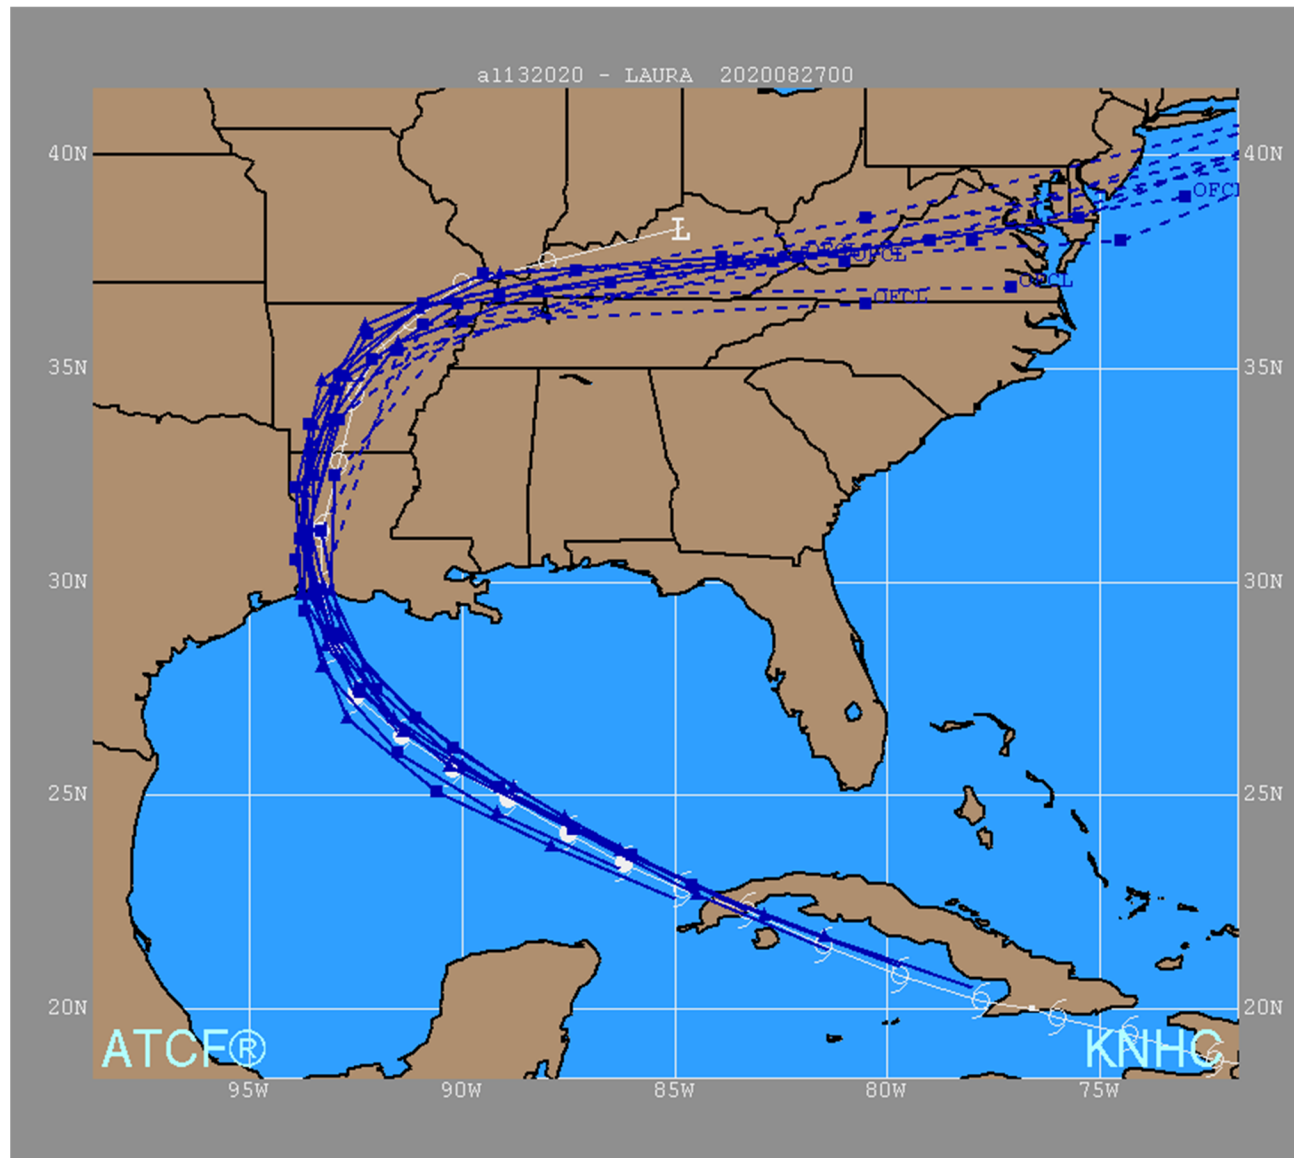 al132020 - LAURA 2020082700
40N 40N
OFCL
OFCL
OFCL
OFCL
35N 35N
L
30N 30N
25N 25N
20N 20N
ATCF® KNHC
95W 90W 85W 80W 75W